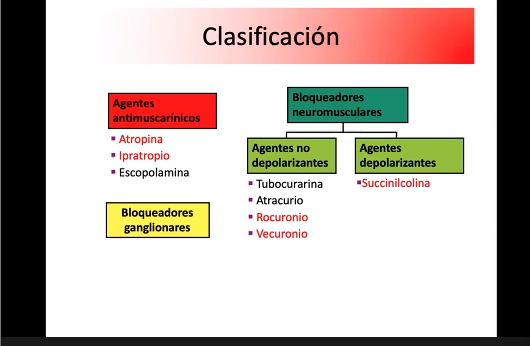 Clasificación
Agentes
antimuscarínicos
Atropina
Ipratropio
Escopolamina
Bloqueadores
ganglionares
Bloqueadores
neuromusculares
Agentes no
depolarizantes
Tubocurarina
Atracurio
Rocuronio
Vecuronio
Agentes
depolarizantes
Succinilcolina